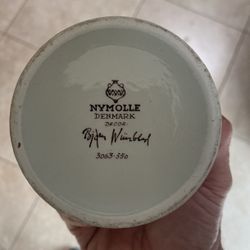 NYMOLLE
DENMARK
DECOR:
Bjørn Wiinblad
3063-550